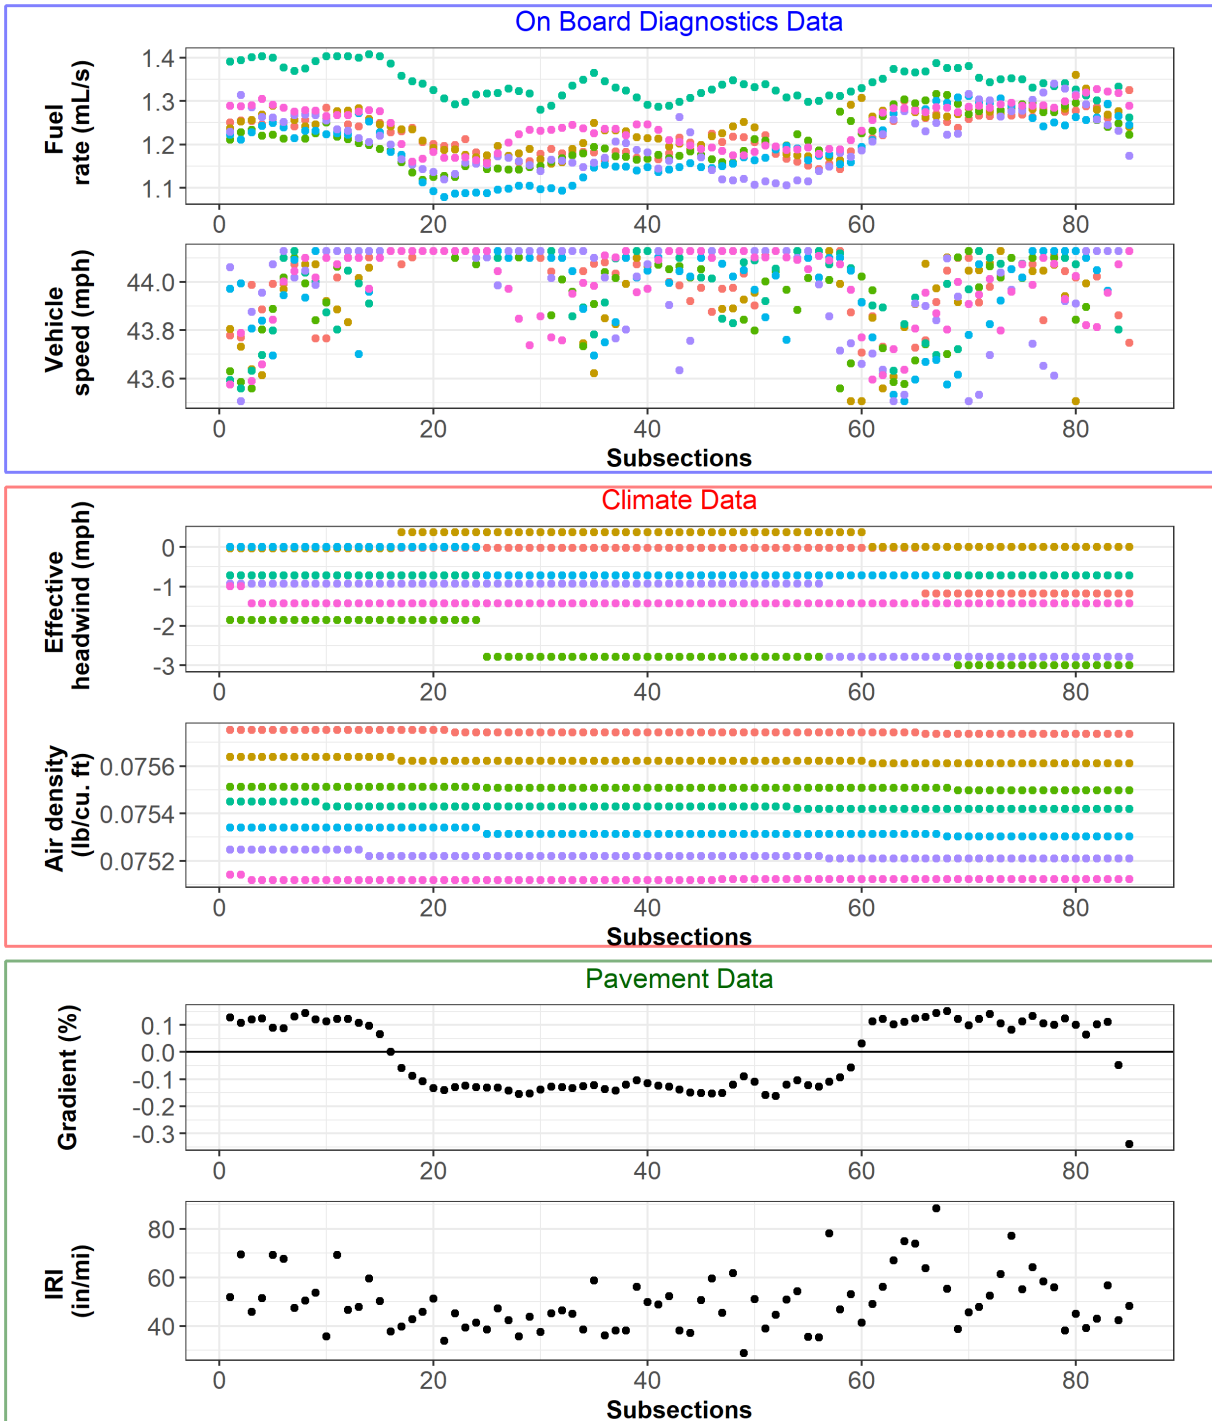 On Board Diagnostics Data
Fuel
rate (mL/s)
1.4
1.3
1.2
1.1
0 20 40 60 80
Vehicle
speed (mph)
44.0
43.8
43.6
0 20 40 60 80
Subsections
Climate Data
Effective
headwind (mph)
0
-1
-2
-3
0 20 40 60 80
Air density
(lb/cu. ft)
0.0756
0.0754
0.0752
0 20 40 60 80
Subsections
Pavement Data
Gradient (%)
0.1
0.0
-0.1
-0.2
-0.3
0 20 40 60 80
IRI
(in/mi)
80
60
40
0 20 40 60 80
Subsections